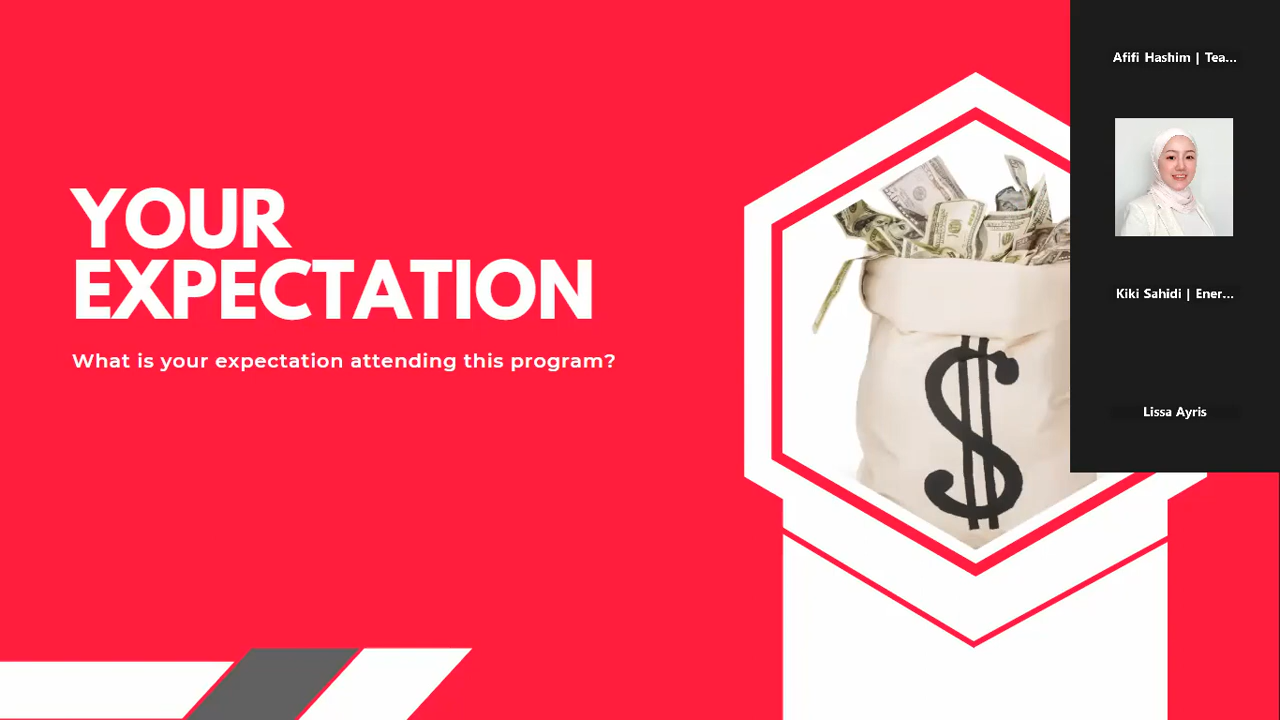 YOUR
EXPECTATION
What is your expectation attending this program?
Afifi Hashim | Tea...
Kiki Sahidi | Ener...
Lissa Ayris